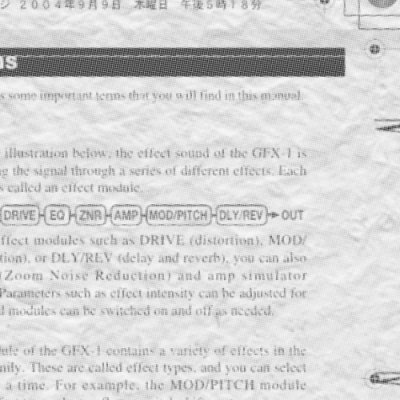 ジ 2004年9月9日 木曜日 午後5時18分
s some important terms that you will find in this manual.
illustration below, the effect sound of the GFX-1 is
g the signal through a series of different effects. Each
s called an effect module.
DRIVE EQ ZNR AMP MOD/PITCH DLY/REV OUT
ffect modules such as DRIVE (distortion), MOD/
tion), or DLY/REV (delay and reverb), you can also
(Zoom Noise Reduction) and amp simulator
Parameters such as effect intensity can be adjusted for
d modules can be switched on and off as needed.
ule of the GFX-1 contains a variety of effects in the
mily. These are called effect types, and you can select
a time. For example, the MOD/PITCH module